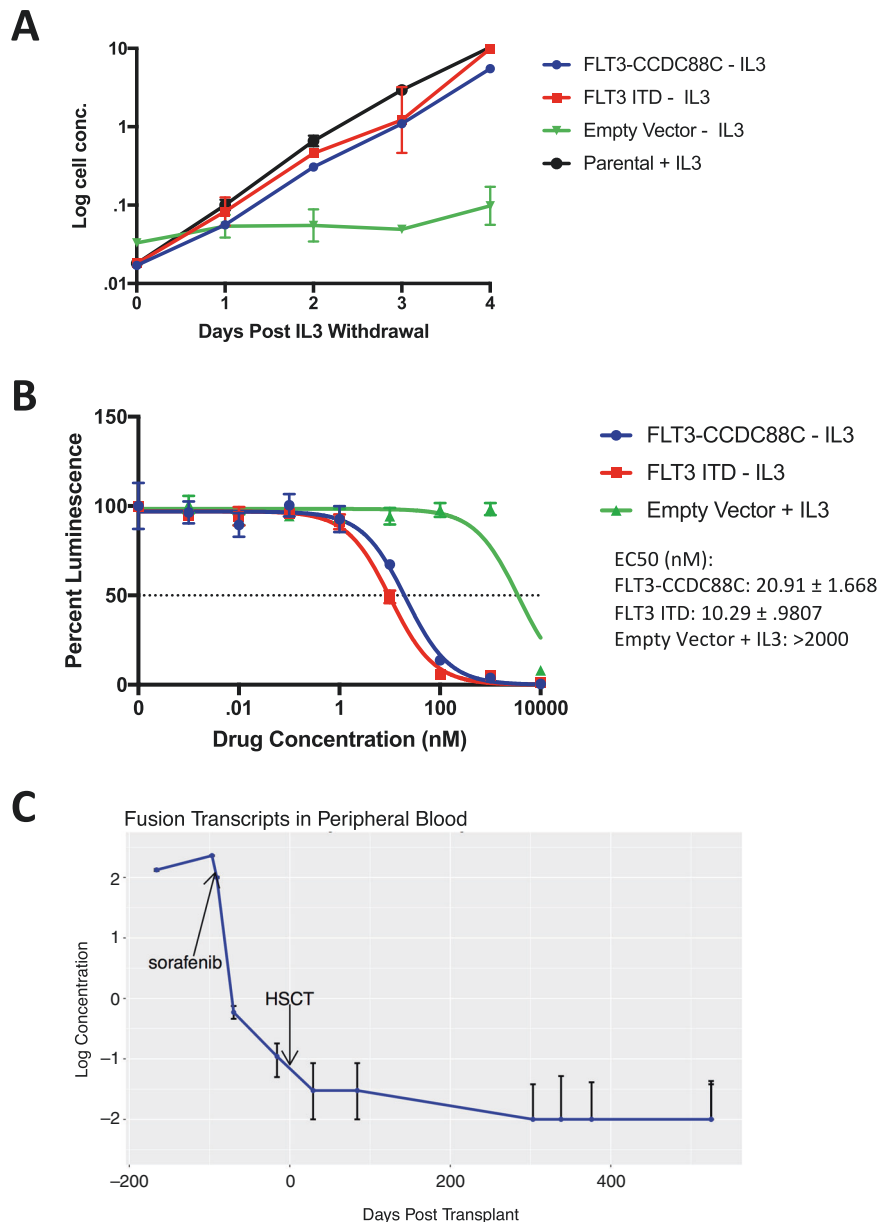 A
10
1
.1
.01
Log cell conc.
0
1
2
3
4
Days Post IL3 Withdrawal
FLT3-CCDC88C - IL3
FLT3 ITD - IL3
Empty Vector - IL3
Parental + IL3
B
150
100
50
0
Percent Luminescence
0
.01
1
100
10000
Drug Concentration (nM)
FLT3-CCDC88C - IL3
FLT3 ITD - IL3
Empty Vector + IL3
EC50 (nM):
FLT3-CCDC88C: 20.91 ± 1.668
FLT3 ITD: 10.29 ± .9807
Empty Vector + IL3: >2000
C
Fusion Transcripts in Peripheral Blood
2
1
0
−1
−2
Log Concentration
sorafenib
HSCT
−200
0
200
400
Days Post Transplant